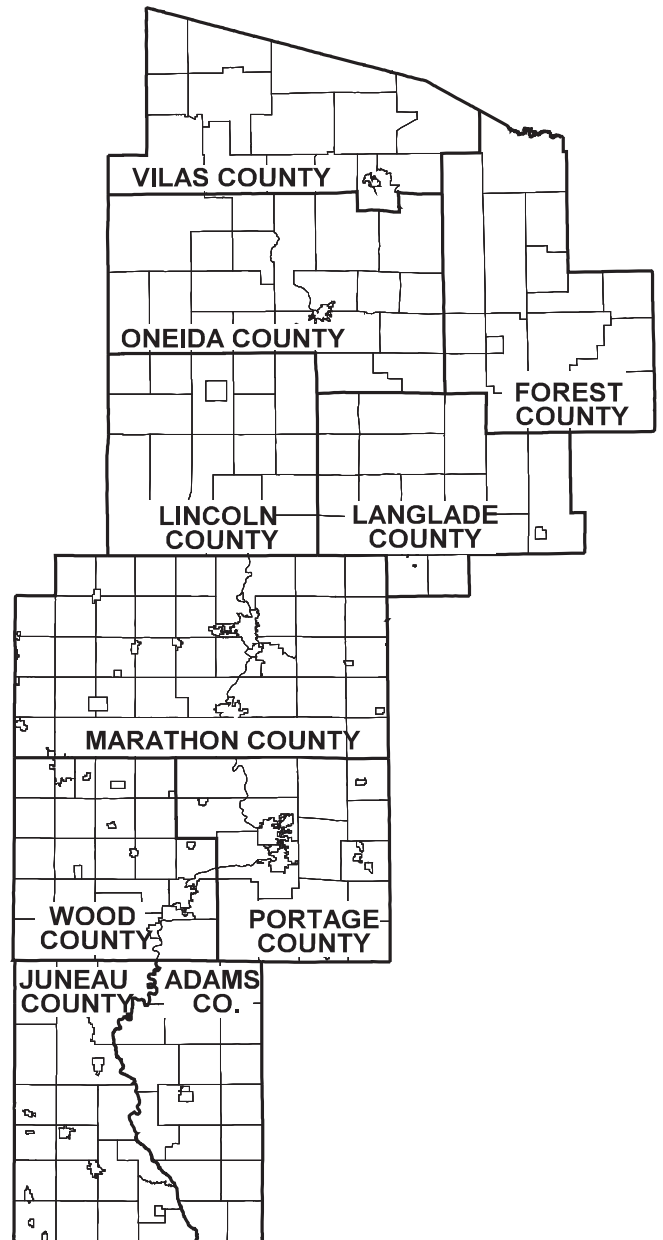 VILAS COUNTY
ONEIDA COUNTY
FOREST
COUNTY
LINCOLN
COUNTY
LANGLADE
COUNTY
MARATHON COUNTY
WOOD
COUNTY
PORTAGE
COUNTY
JUNEAU
COUNTY
ADAMS
CO.